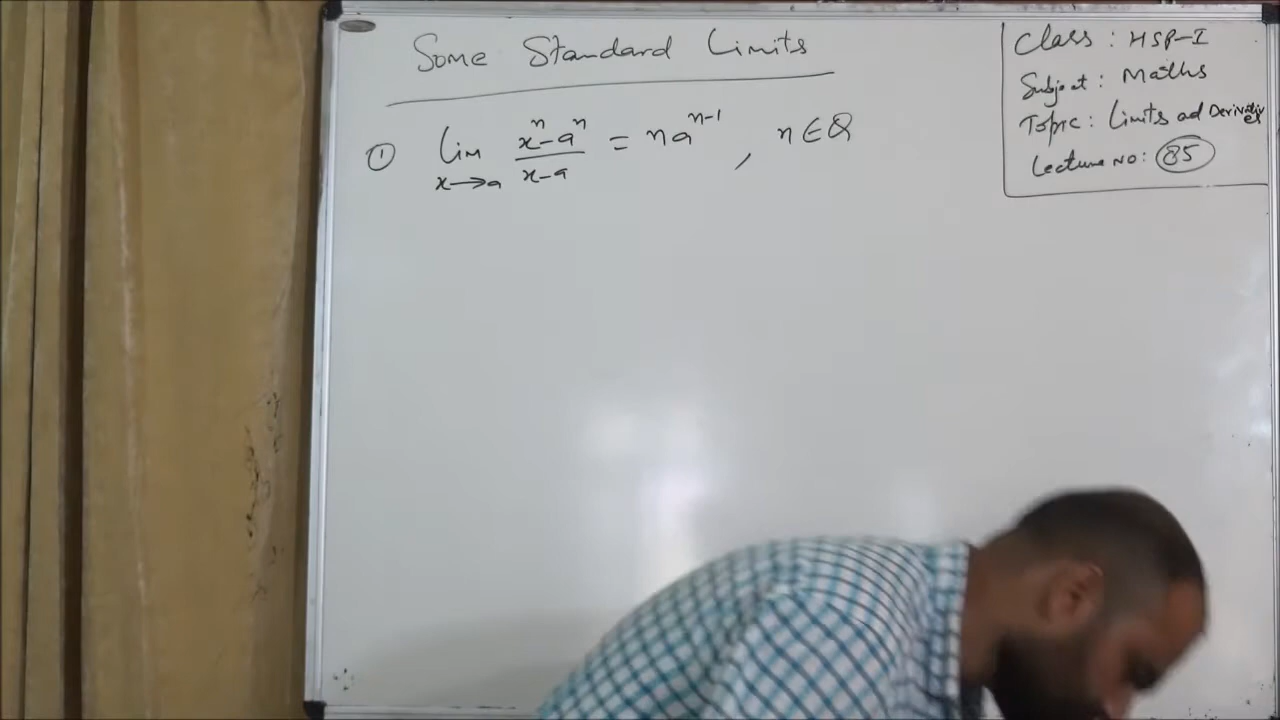 Some Standard Limits
① lim x→a (xⁿ-aⁿ)/(x-a) = naⁿ⁻¹, n∈Q
Class : HSP-I
Subject : Maths
Topic : Limits ad Derivatives
Lecture No: 85